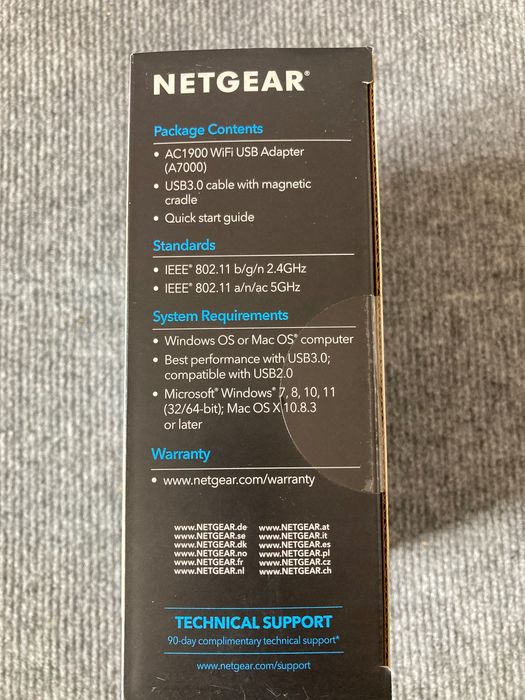 NETGEAR®
Package Contents
• AC1900 WiFi USB Adapter
(A7000)
• USB3.0 cable with magnetic
cradle
• Quick start guide
Standards
• IEEE® 802.11 b/g/n 2.4GHz
• IEEE® 802.11 a/n/ac 5GHz
System Requirements
• Windows OS or Mac OS® computer
• Best performance with USB3.0;
compatible with USB2.0
• Microsoft® Windows® 7, 8, 10, 11
(32/64-bit); Mac OS X 10.8.3
or later
Warranty
• www.netgear.com/warranty
www.NETGEAR.de www.NETGEAR.at
www.NETGEAR.se www.NETGEAR.it
www.NETGEAR.dk www.NETGEAR.es
www.NETGEAR.no www.NETGEAR.pl
www.NETGEAR.fr www.NETGEAR.cz
www.NETGEAR.nl www.NETGEAR.ch
TECHNICAL SUPPORT
90-day complimentary technical support*
www.netgear.com/support